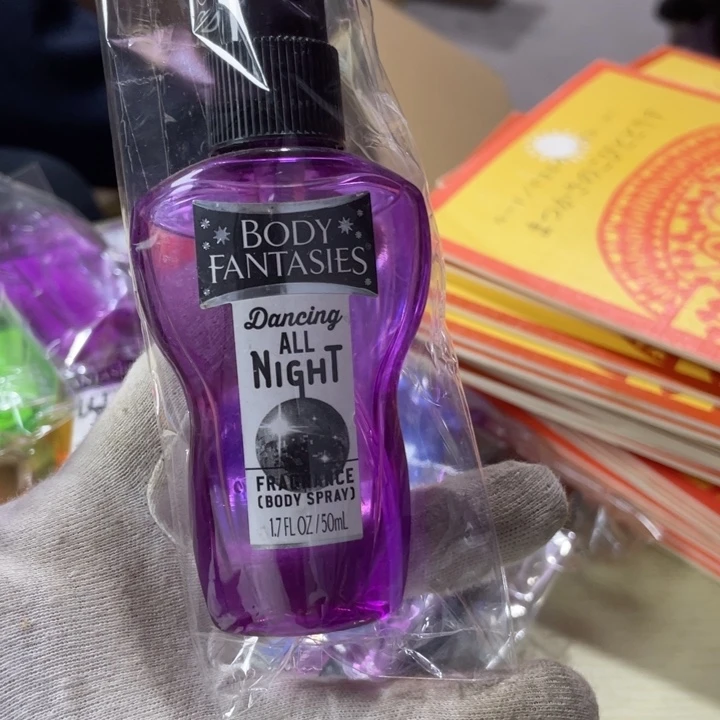 BODY
FANTASIES
Dancing
ALL
NIGHT
FRAGRANCE
(BODY SPRAY)
1.7 FL OZ / 50mL